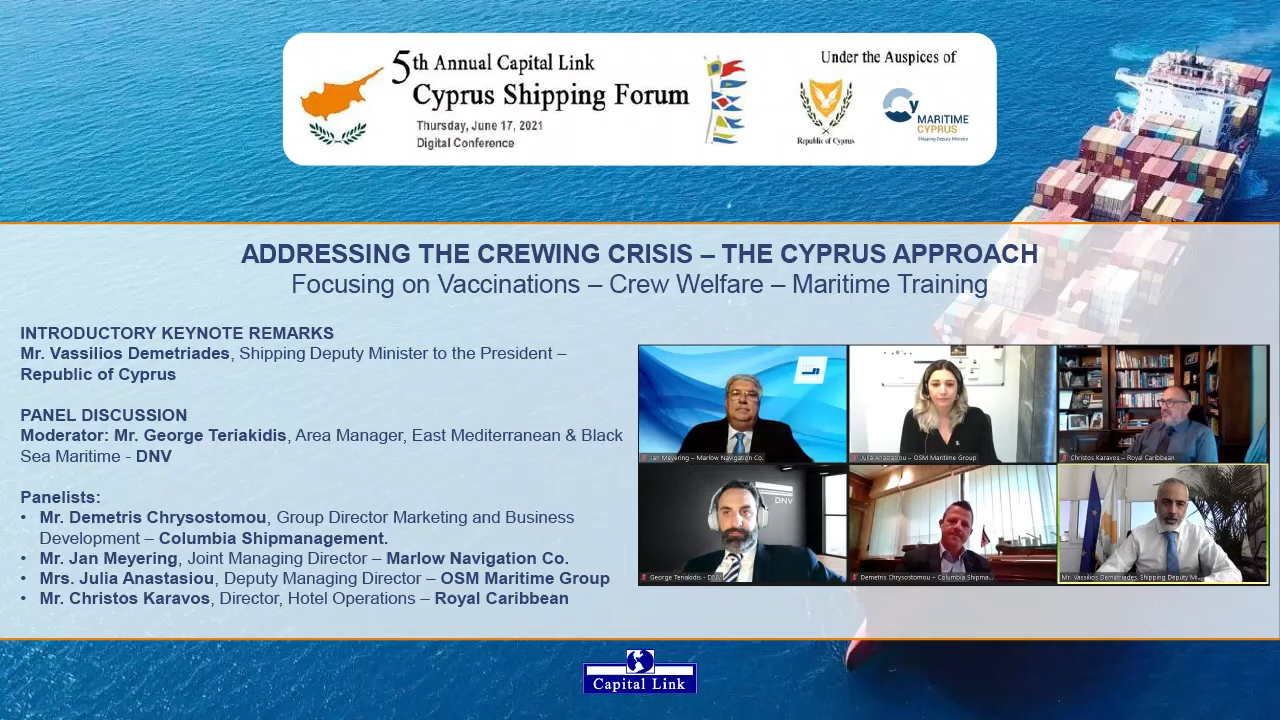 5th Annual Capital Link
Cyprus Shipping Forum
Thursday, June 17, 2021
Digital Conference
Under the Auspices of
Republic of Cyprus
Cy
MARITIME
CYPRUS
Shipping Deputy Ministry
ADDRESSING THE CREWING CRISIS – THE CYPRUS APPROACH
Focusing on Vaccinations – Crew Welfare – Maritime Training
INTRODUCTORY KEYNOTE REMARKS
Mr. Vassilios Demetriades, Shipping Deputy Minister to the President –
Republic of Cyprus
PANEL DISCUSSION
Moderator: Mr. George Teriakidis, Area Manager, East Mediterranean & Black
Sea Maritime - DNV
Panelists:
• Mr. Demetris Chrysostomou, Group Director Marketing and Business
Development – Columbia Shipmanagement.
• Mr. Jan Meyering, Joint Managing Director – Marlow Navigation Co.
• Mrs. Julia Anastasiou, Deputy Managing Director – OSM Maritime Group
• Mr. Christos Karavos, Director, Hotel Operations – Royal Caribbean
Jan Meyering – Marlow Navigation Co.
Julia Anastasiou – OSM Maritime Group
Christos Karavos – Royal Caribbean
DNV
George Teriakidis - DNV
Demetris Chrysostomou – Columbia Shipma...
Mr. Vassilios Demetriades, Shipping Deputy Mi...
Capital Link